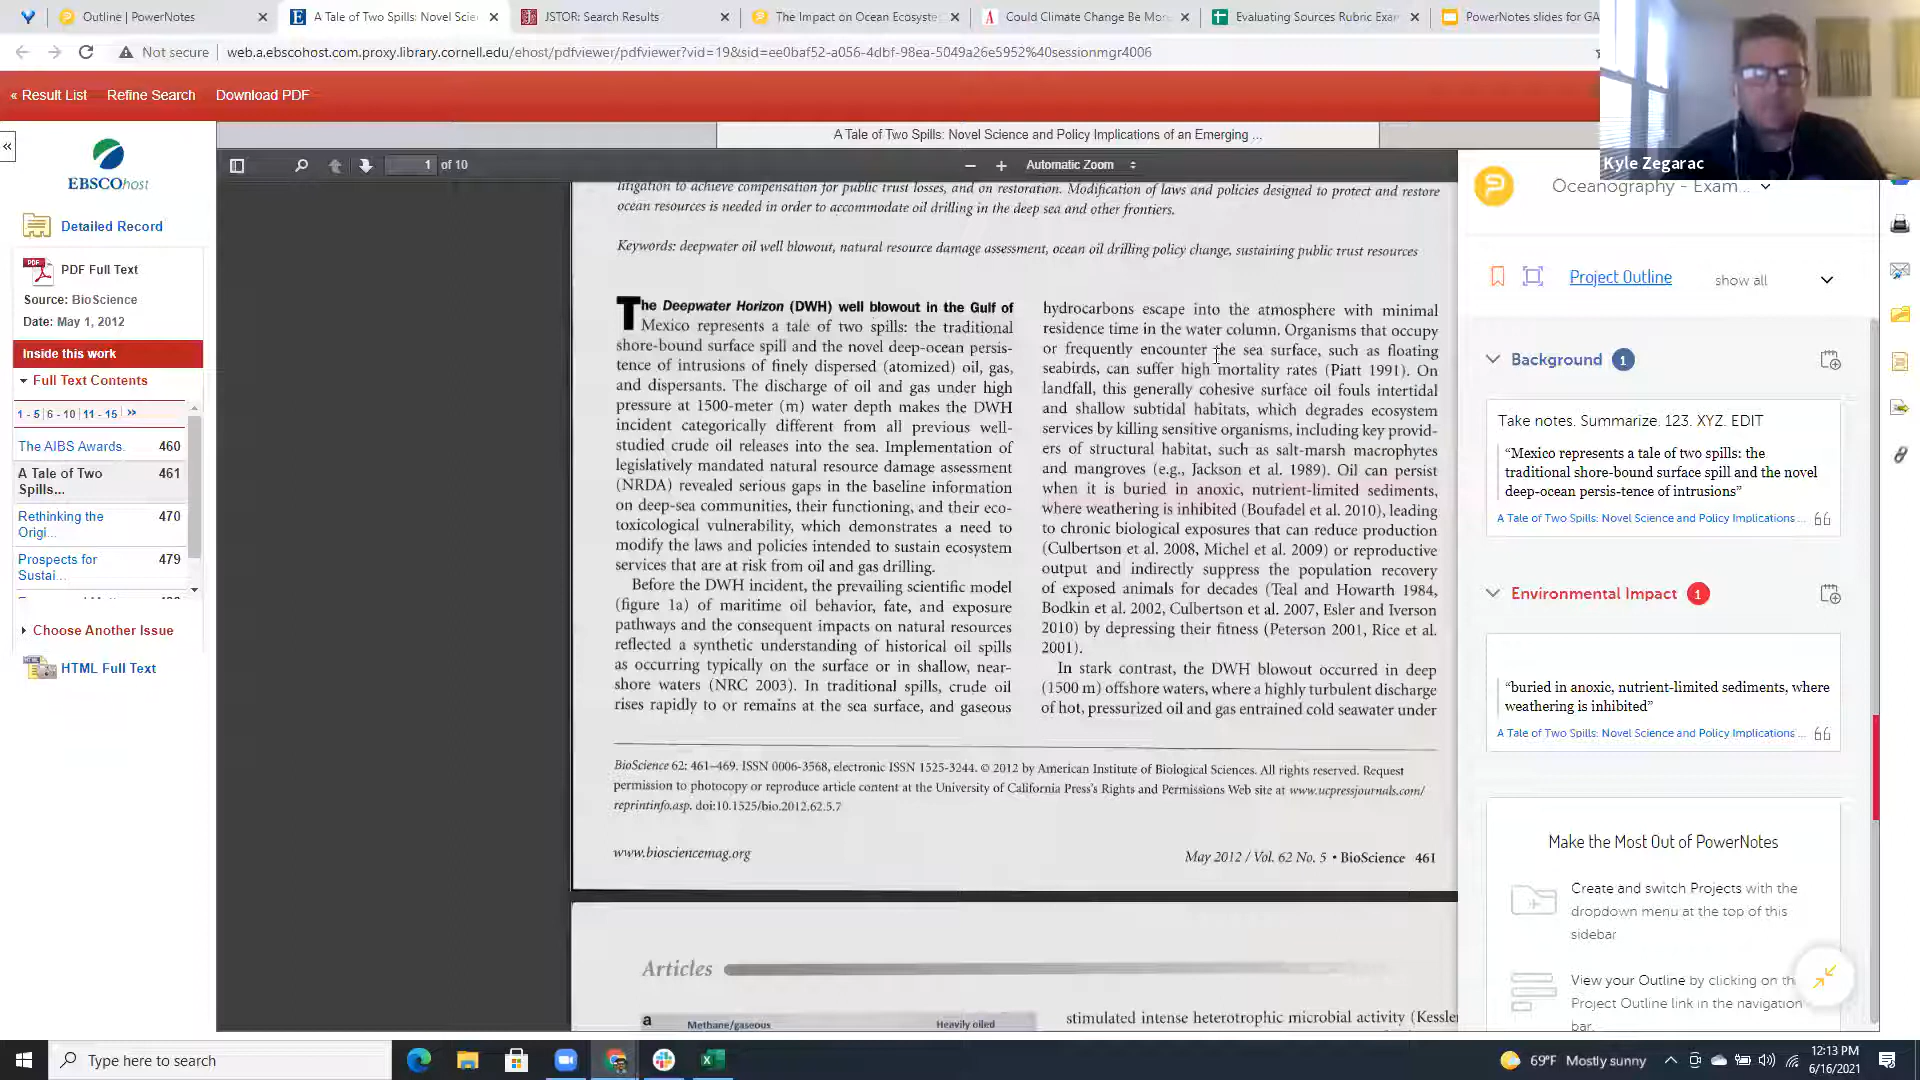 Outline | PowerNotes
A Tale of Two Spills: Novel Scie
JSTOR: Search Results
The Impact on Ocean Ecosyste
Could Climate Change Be Mor
Evaluating Sources Rubric Exa
PowerNotes slides for GA
Not secure
web.a.ebscohost.com.proxy.library.cornell.edu/ehost/pdfviewer/pdfviewer?vid=19&sid=ee0baf52-a056-4dbf-98ea-5049a26e5952%40sessionmgr4006
« Result List
Refine Search
Download PDF
Kyle Zegarac
A Tale of Two Spills: Novel Science and Policy Implications of an Emerging ...
1 of 10
Automatic Zoom
EBSCOhost
Detailed Record
PDF Full Text
Source: BioScience
Date: May 1, 2012
Inside this work
Full Text Contents
1 - 5 | 6 - 10 | 11 - 15 »
The AIBS Awards. 460
A Tale of Two 461
Spills...
Rethinking the 470
Origi...
Prospects for 479
Sustai...
Choose Another Issue
HTML Full Text
litigation to achieve compensation for public trust losses, and on restoration. Modification of laws and policies designed to protect and restore
ocean resources is needed in order to accommodate oil drilling in the deep sea and other frontiers.
Keywords: deepwater oil well blowout, natural resource damage assessment, ocean oil drilling policy change, sustaining public trust resources
The Deepwater Horizon (DWH) well blowout in the Gulf of
Mexico represents a tale of two spills: the traditional
shore-bound surface spill and the novel deep-ocean persis-
tence of intrusions of finely dispersed (atomized) oil, gas,
and dispersants. The discharge of oil and gas under high
pressure at 1500-meter (m) water depth makes the DWH
incident categorically different from all previous well-
studied crude oil releases into the sea. Implementation of
legislatively mandated natural resource damage assessment
(NRDA) revealed serious gaps in the baseline information
on deep-sea communities, their functioning, and their eco-
toxicological vulnerability, which demonstrates a need to
modify the laws and policies intended to sustain ecosystem
services that are at risk from oil and gas drilling.
Before the DWH incident, the prevailing scientific model
(figure 1a) of maritime oil behavior, fate, and exposure
pathways and the consequent impacts on natural resources
reflected a synthetic understanding of historical oil spills
as occurring typically on the surface or in shallow, near-
shore waters (NRC 2003). In traditional spills, crude oil
rises rapidly to or remains at the sea surface, and gaseous
hydrocarbons escape into the atmosphere with minimal
residence time in the water column. Organisms that occupy
or frequently encounter the sea surface, such as floating
seabirds, can suffer high mortality rates (Piatt 1991). On
landfall, this generally cohesive surface oil fouls intertidal
and shallow subtidal habitats, which degrades ecosystem
services by killing sensitive organisms, including key provid-
ers of structural habitat, such as salt-marsh macrophytes
and mangroves (e.g., Jackson et al. 1989). Oil can persist
when it is buried in anoxic, nutrient-limited sediments,
where weathering is inhibited (Boufadel et al. 2010), leading
to chronic biological exposures that can reduce production
(Culbertson et al. 2008, Michel et al. 2009) or reproductive
output and indirectly suppress the population recovery
of exposed animals for decades (Teal and Howarth 1984,
Bodkin et al. 2002, Culbertson et al. 2007, Esler and Iverson
2010) by depressing their fitness (Peterson 2001, Rice et al.
2001).
In stark contrast, the DWH blowout occurred in deep
(1500 m) offshore waters, where a highly turbulent discharge
of hot, pressurized oil and gas entrained cold seawater under
BioScience 62: 461–469. ISSN 0006-3568, electronic ISSN 1525-3244. © 2012 by American Institute of Biological Sciences. All rights reserved. Request
permission to photocopy or reproduce article content at the University of California Press's Rights and Permissions Web site at www.ucpressjournals.com/
reprintinfo.asp. doi:10.1525/bio.2012.62.5.7
www.biosciencemag.org
May 2012 / Vol. 62 No. 5 • BioScience 461
Articles
a Methane/gaseous Heavily oiled
stimulated intense heterotrophic microbial activity (Kessler
Oceanography - Exam ...
Project Outline
show all
Background 1
Take notes. Summarize. 123. XYZ. EDIT
“Mexico represents a tale of two spills: the
traditional shore-bound surface spill and the novel
deep-ocean persis-tence of intrusions”
A Tale of Two Spills: Novel Science and Policy Implications ...
Environmental Impact 1
“buried in anoxic, nutrient-limited sediments, where
weathering is inhibited”
A Tale of Two Spills: Novel Science and Policy Implications ...
Make the Most Out of PowerNotes
Create and switch Projects with the
dropdown menu at the top of this
sidebar
View your Outline by clicking on th
Project Outline link in the navigation
bar.
Type here to search
69°F Mostly sunny
12:13 PM
6/16/2021